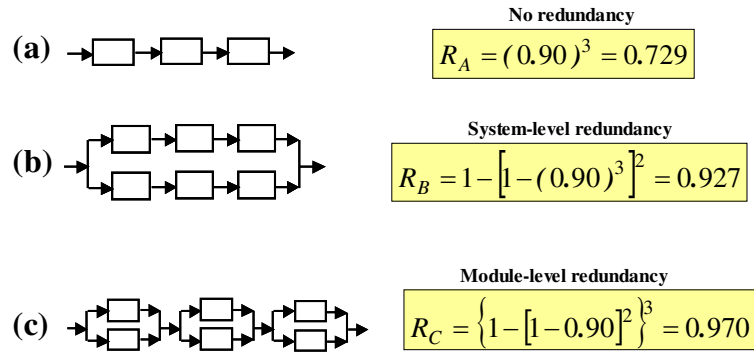 No redundancy
(a)
R_A = (0.90)^3 = 0.729
System-level redundancy
(b)
R_B = 1 − [1 − (0.90)^3]^2 = 0.927
Module-level redundancy
(c)
R_C = {1 − [1 − 0.90]^2}^3 = 0.970